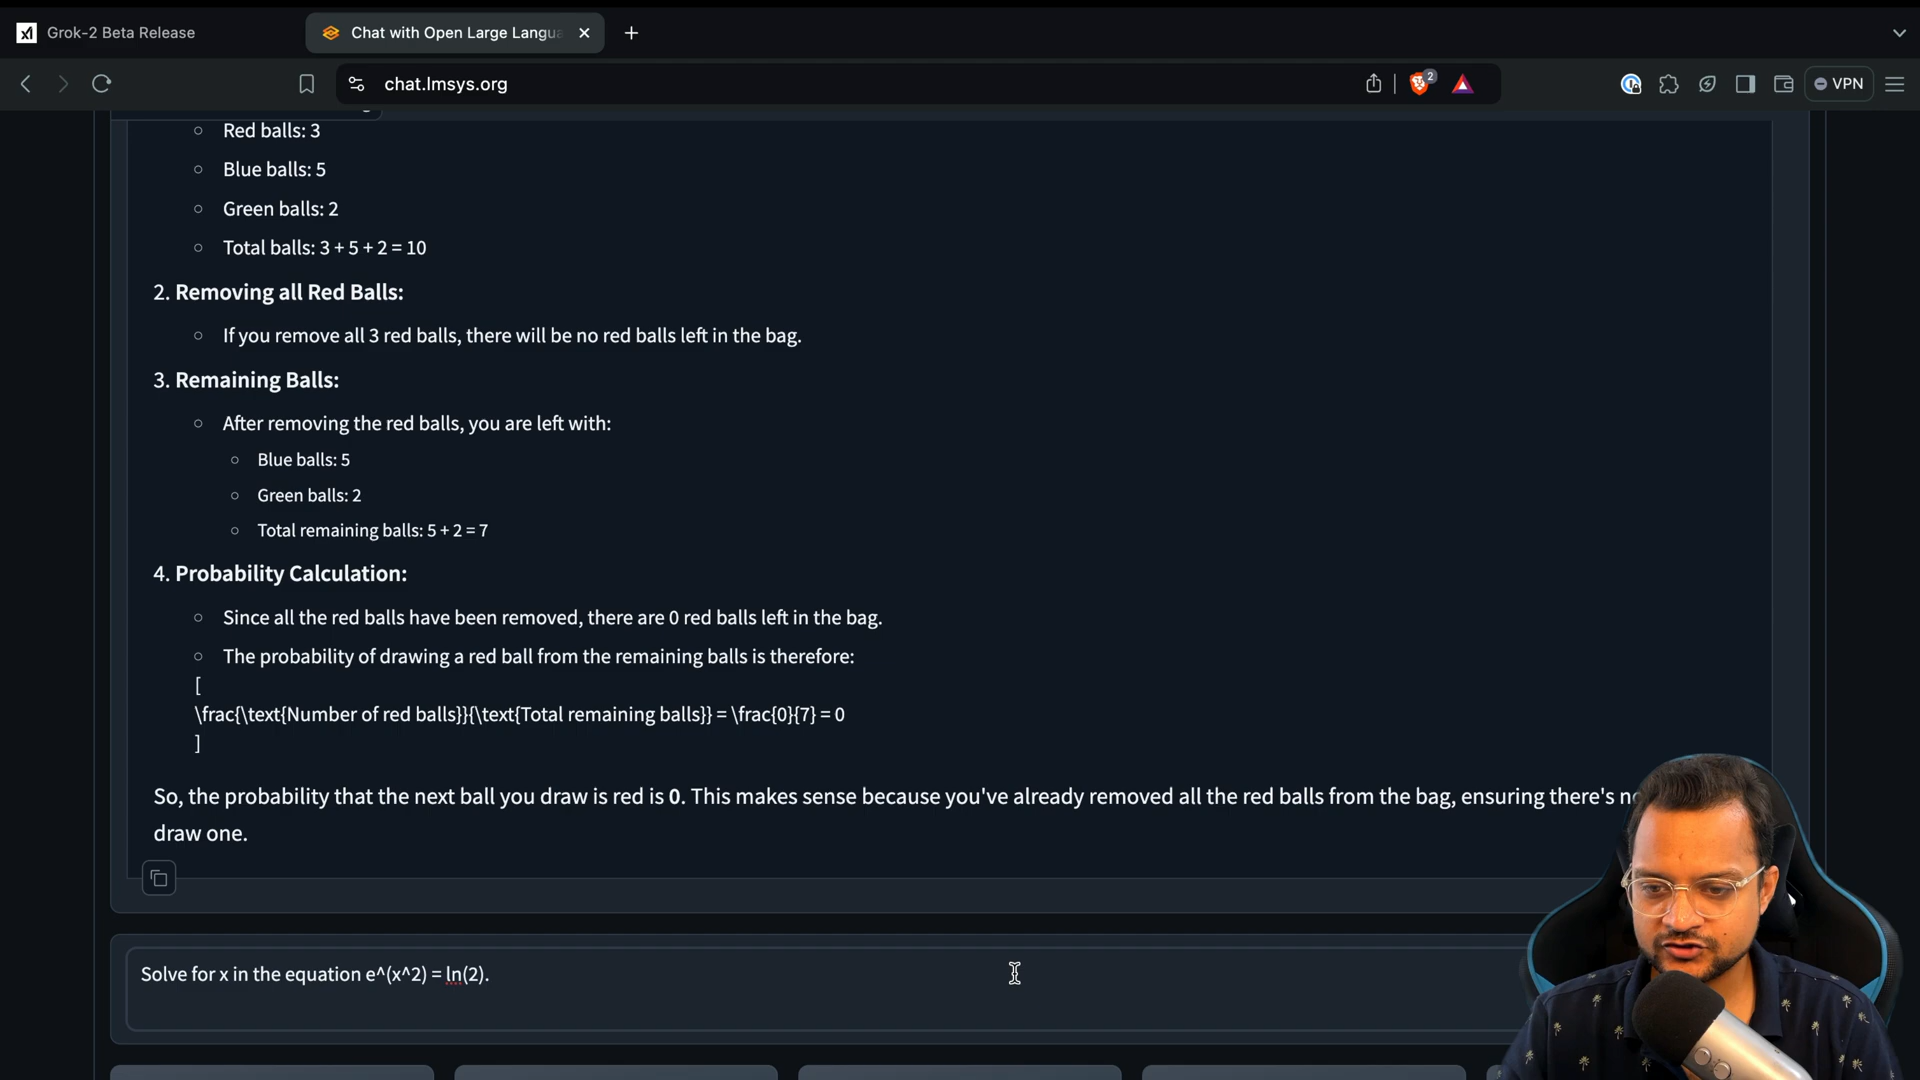 Grok-2 Beta Release
Chat with Open Large Langua
chat.lmsys.org
2
VPN
Red balls: 3
Blue balls: 5
Green balls: 2
Total balls: 3 + 5 + 2 = 10
2. Removing all Red Balls:
If you remove all 3 red balls, there will be no red balls left in the bag.
3. Remaining Balls:
After removing the red balls, you are left with:
Blue balls: 5
Green balls: 2
Total remaining balls: 5 + 2 = 7
4. Probability Calculation:
Since all the red balls have been removed, there are 0 red balls left in the bag.
The probability of drawing a red ball from the remaining balls is therefore:
[
\frac{\text{Number of red balls}}{\text{Total remaining balls}} = \frac{0}{7} = 0
]
So, the probability that the next ball you draw is red is 0. This makes sense because you've already removed all the red balls from the bag, ensuring there's
draw one.
Solve for x in the equation e^(x^2) = ln(2).